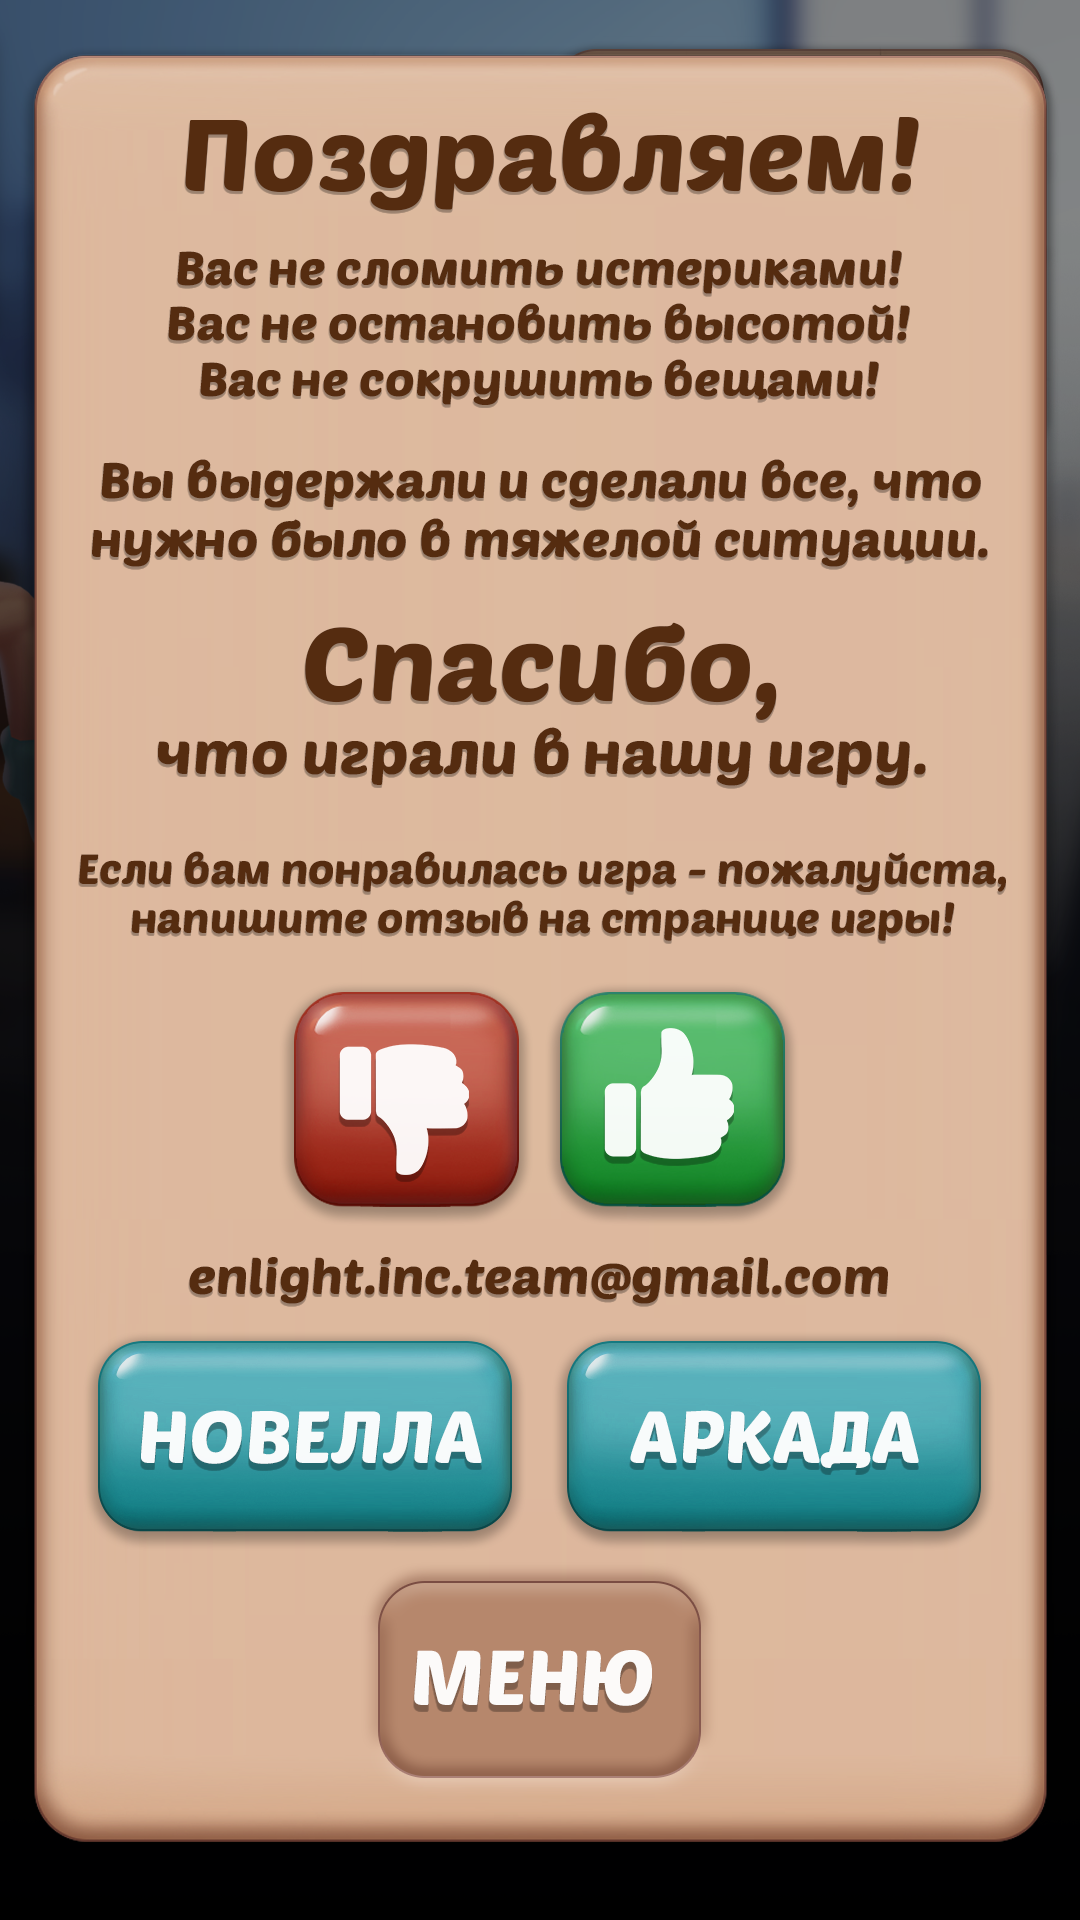 Поздравляем!
Вас не сломить истериками!
Вас не остановить высотой!
Вас не сокрушить вещами!
Вы выдержали и сделали все, что
нужно было в тяжелой ситуации.
Спасибо,
что играли в нашу игру.
Если вам понравилась игра - пожалуйста,
напишите отзыв на странице игры!
enlight.inc.team@gmail.com
НОВЕЛЛА
АРКАДА
МЕНЮ